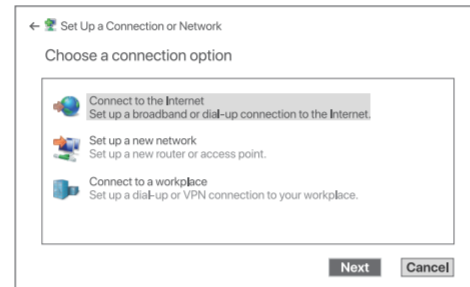 Set Up a Connection or Network
Choose a connection option
Connect to the Internet
Set up a broadband or dial-up connection to the Internet.
Set up a new network
Set up a new router or access point.
Connect to a workplace
Set up a dial-up or VPN connection to your workplace.
Next Cancel